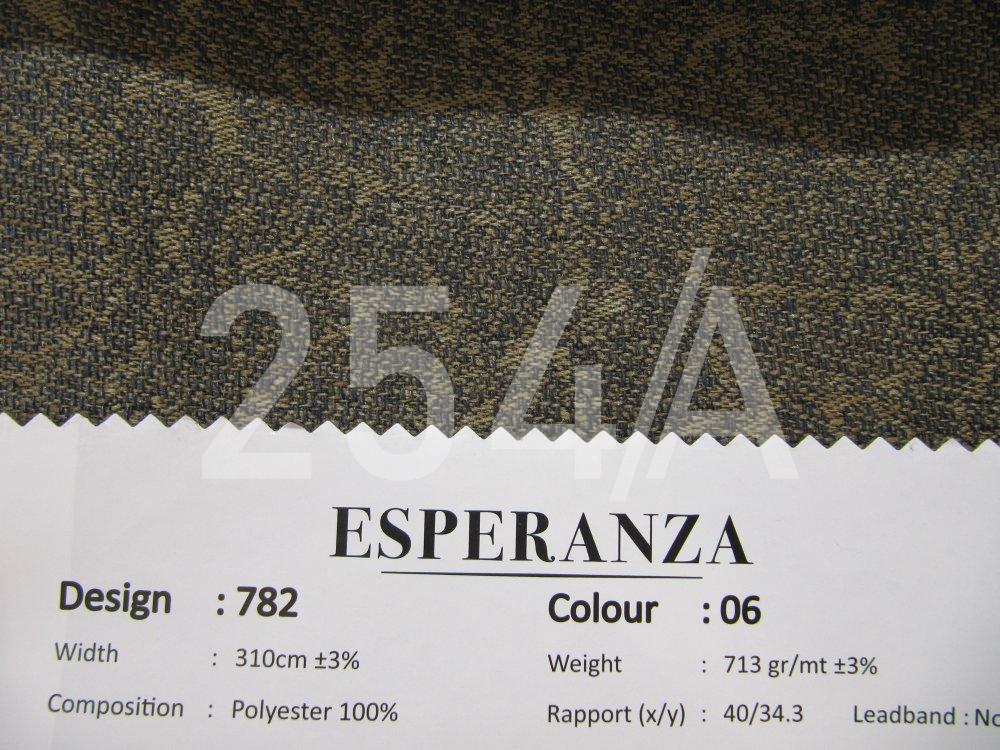 254/A
ESPERANZA
Design : 782 Colour : 06
Width : 310cm ±3% Weight : 713 gr/mt ±3%
Composition : Polyester 100% Rapport (x/y) : 40/34.3 Leadband :